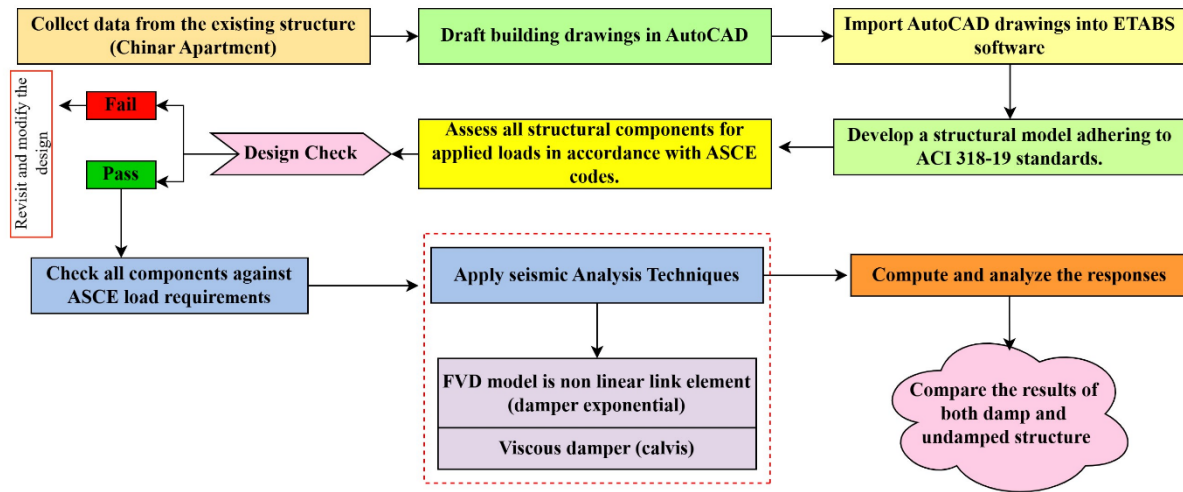 Collect data from the existing structure
(Chinar Apartment)
Draft building drawings in AutoCAD
Import AutoCAD drawings into ETABS
software
Develop a structural model adhering to
ACI 318-19 standards.
Assess all structural components for
applied loads in accordance with ASCE
codes.
Design Check
Fail
Revisit and modify the
design
Pass
Check all components against
ASCE load requirements
Apply seismic Analysis Techniques
FVD model is non linear link element
(damper exponential)
Viscous damper (calvis)
Compute and analyze the responses
Compare the results of
both damp and
undamped structure